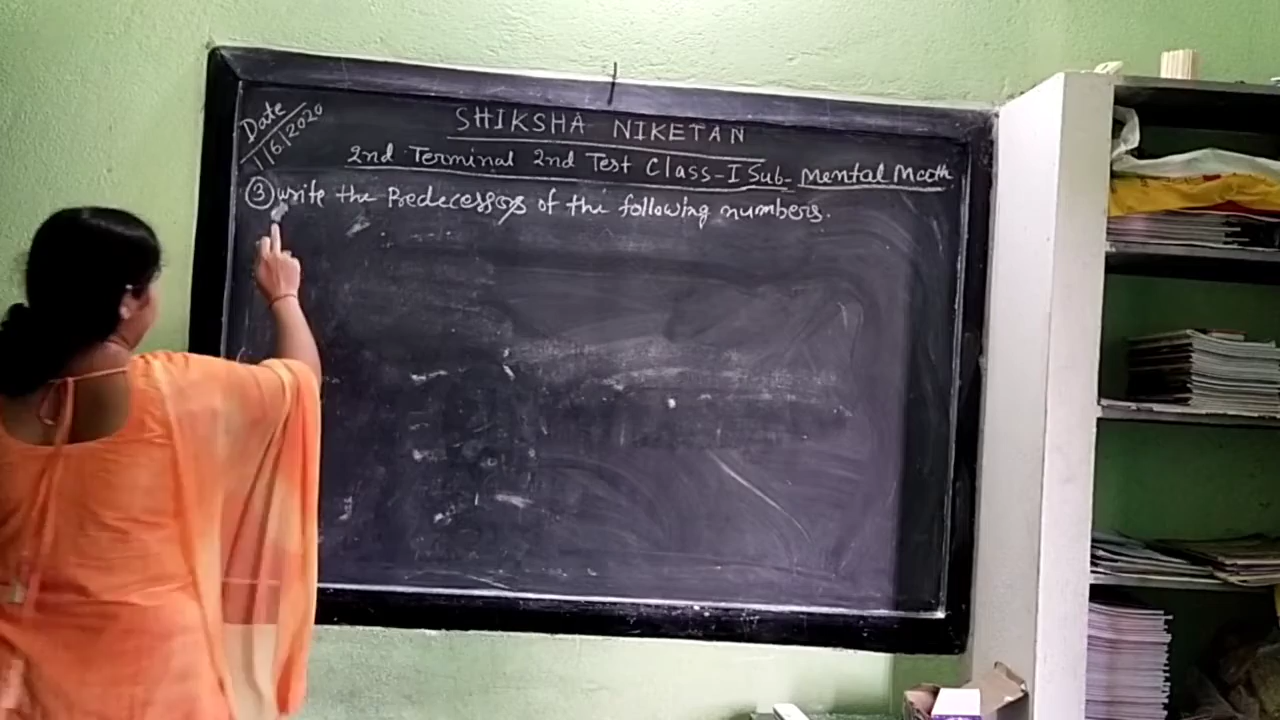 Date
1/6/2020
SHIKSHA NIKETAN
2nd Terminal 2nd Test Class-I Sub- Mental Math
③ write the Predecessors of the following numbers.